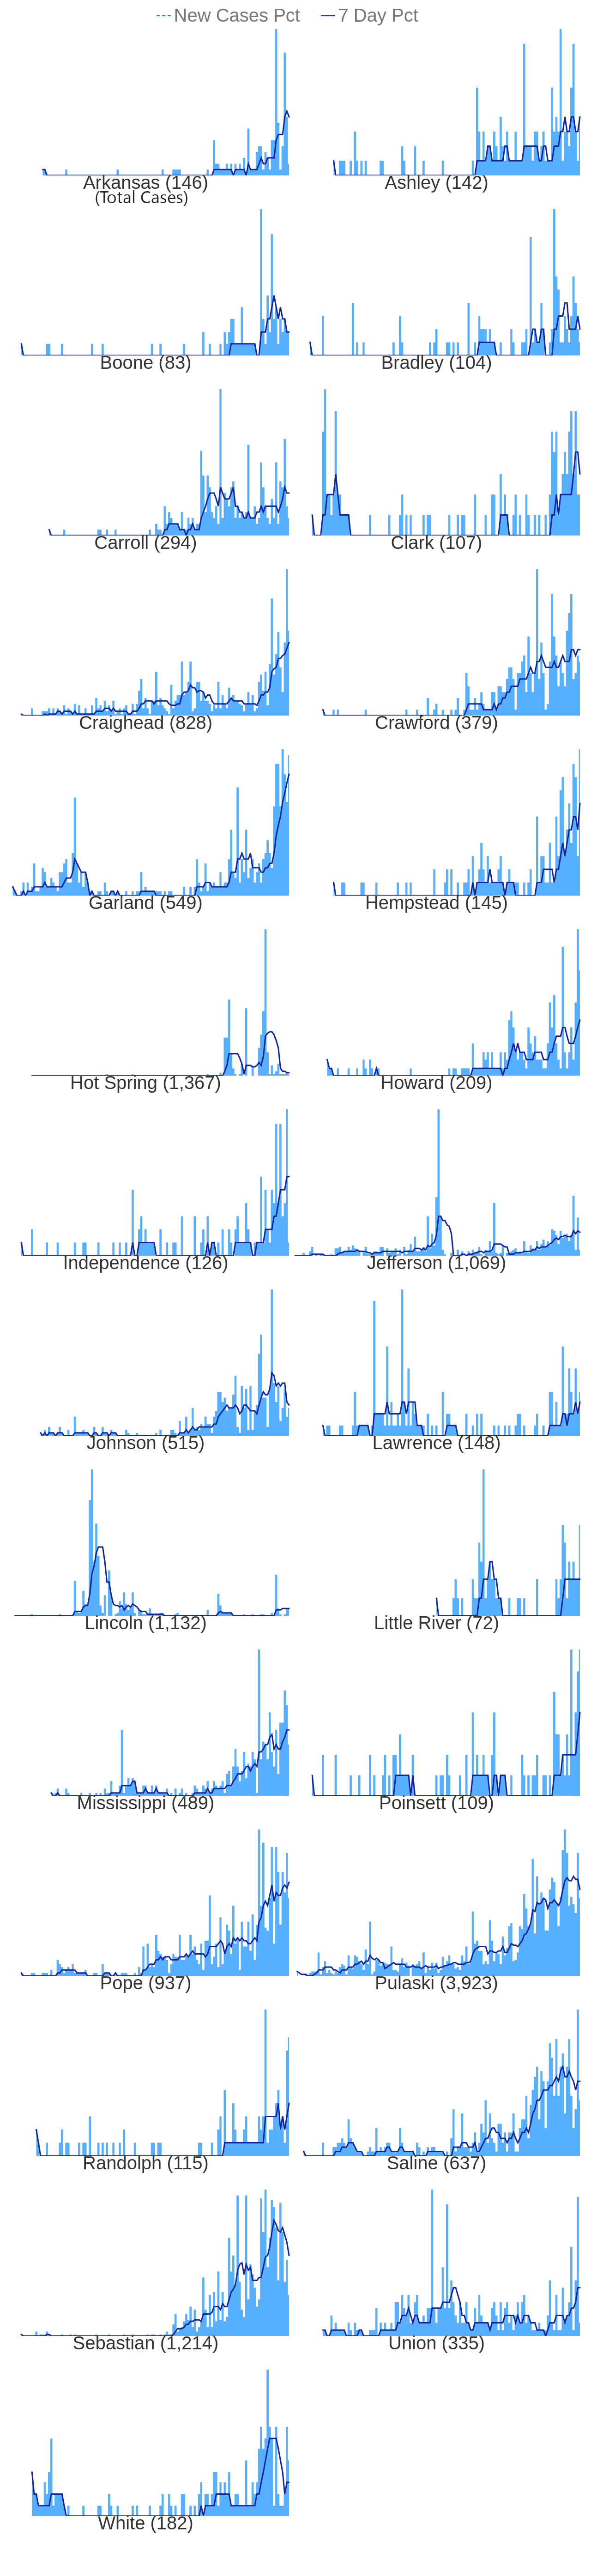 New Cases Pct 7 Day Pct
Arkansas (146) Ashley (142)
(Total Cases)
Boone (83) Bradley (104)
Carroll (294) Clark (107)
Craighead (828) Crawford (379)
Garland (549) Hempstead (145)
Hot Spring (1,367) Howard (209)
Independence (126) Jefferson (1,069)
Johnson (515) Lawrence (148)
Lincoln (1,132) Little River (72)
Mississippi (489) Poinsett (109)
Pope (937) Pulaski (3,923)
Randolph (115) Saline (637)
Sebastian (1,214) Union (335)
White (182)